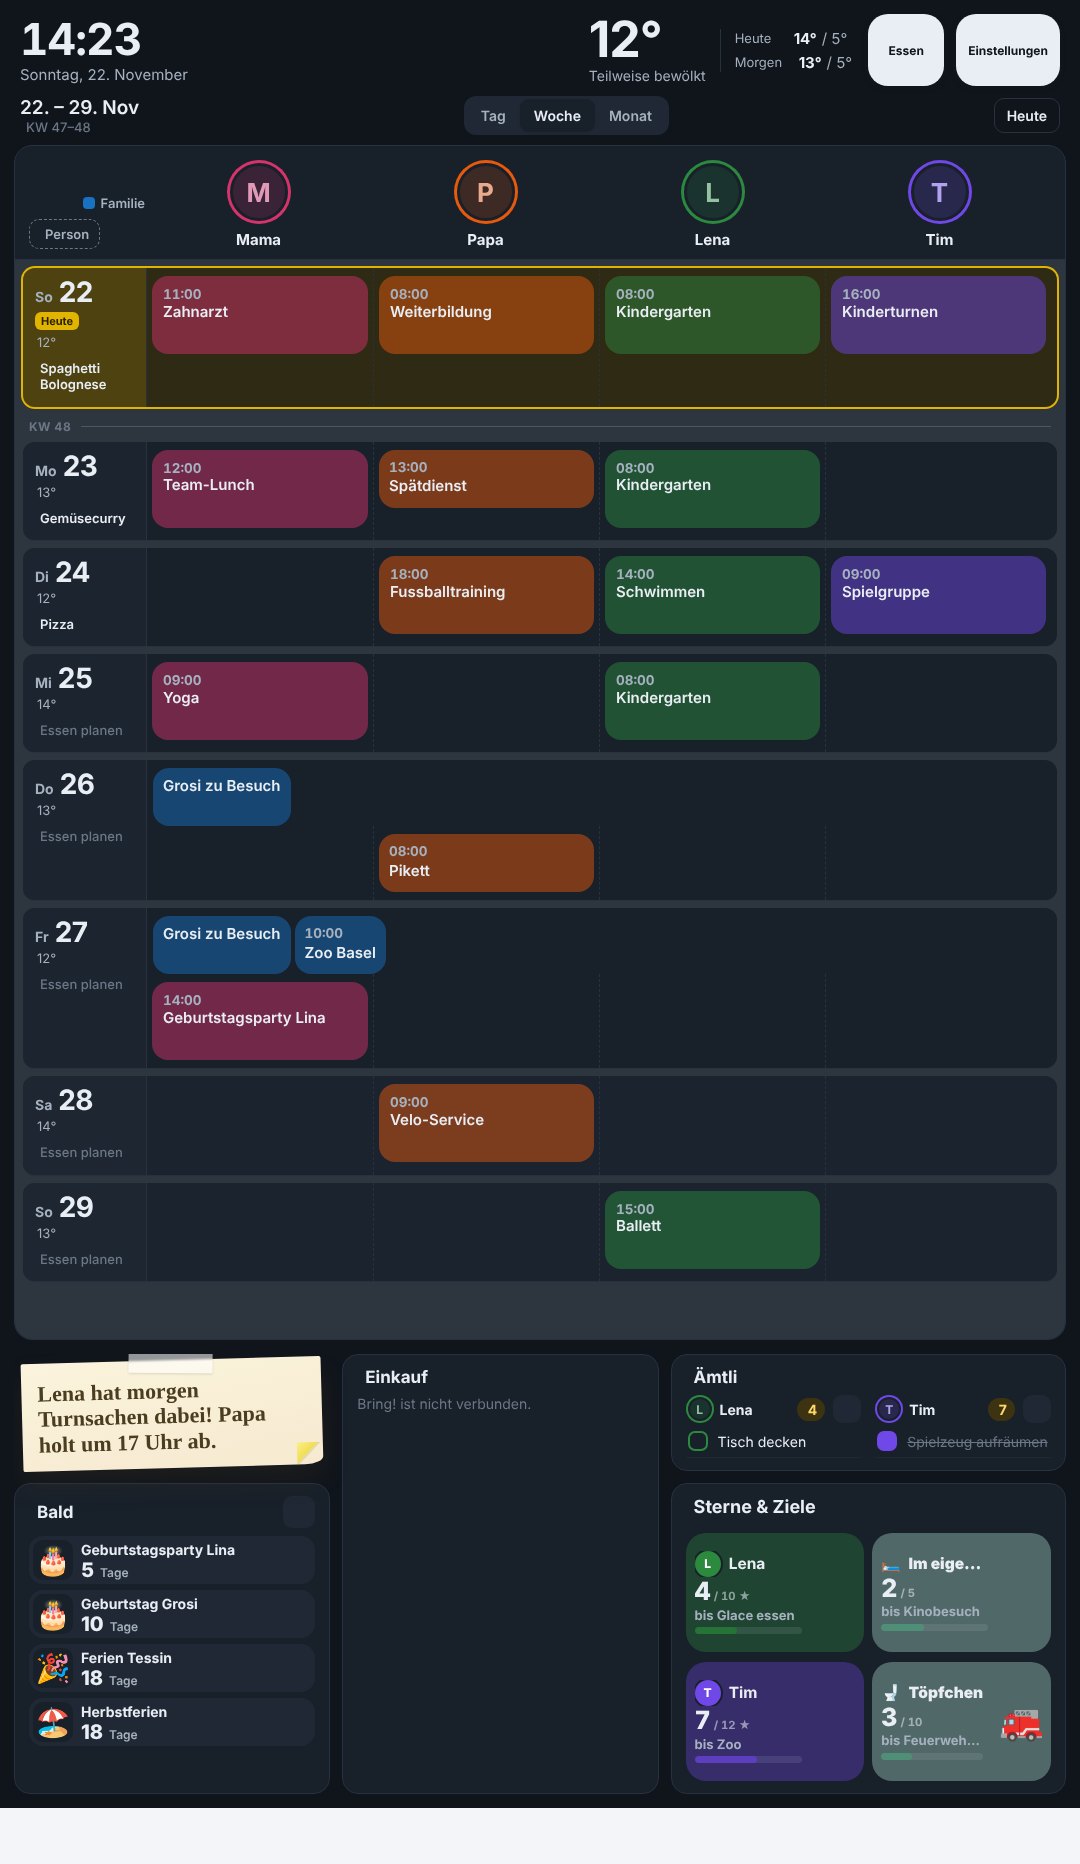 14:23
Sonntag, 22. November
12°
Teilweise bewölkt
Heute 14° / 5°
Morgen 13° / 5°
Essen
Einstellungen
22. – 29. Nov
KW 47–48
Tag Woche Monat
Heute
Familie
Person
M
Mama
P
Papa
L
Lena
T
Tim
So 22
Heute
12°
Spaghetti
Bolognese
11:00
Zahnarzt
08:00
Weiterbildung
08:00
Kindergarten
16:00
Kinderturnen
KW 48
Mo 23
13°
Gemüsecurry
12:00
Team-Lunch
13:00
Spätdienst
08:00
Kindergarten
Di 24
12°
Pizza
18:00
Fussballtraining
14:00
Schwimmen
09:00
Spielgruppe
Mi 25
14°
Essen planen
09:00
Yoga
08:00
Kindergarten
Do 26
13°
Essen planen
Grosi zu Besuch
08:00
Pikett
Fr 27
12°
Essen planen
Grosi zu Besuch
10:00
Zoo Basel
14:00
Geburtstagsparty Lina
Sa 28
14°
Essen planen
09:00
Velo-Service
So 29
13°
Essen planen
15:00
Ballett
Lena hat morgen
Turnsachen dabei! Papa
holt um 17 Uhr ab.
Bald
Geburtstagsparty Lina
5 Tage
Geburtstag Grosi
10 Tage
Ferien Tessin
18 Tage
Herbstferien
18 Tage
Einkauf
Bring! ist nicht verbunden.
Ämtli
L Lena 4
Tisch decken
T Tim 7
Spielzeug aufräumen
Sterne & Ziele
L Lena
4 / 10 ★
bis Glace essen
Im eige...
2 / 5
bis Kinobesuch
T Tim
7 / 12 ★
bis Zoo
Töpfchen
3 / 10
bis Feuerweh...